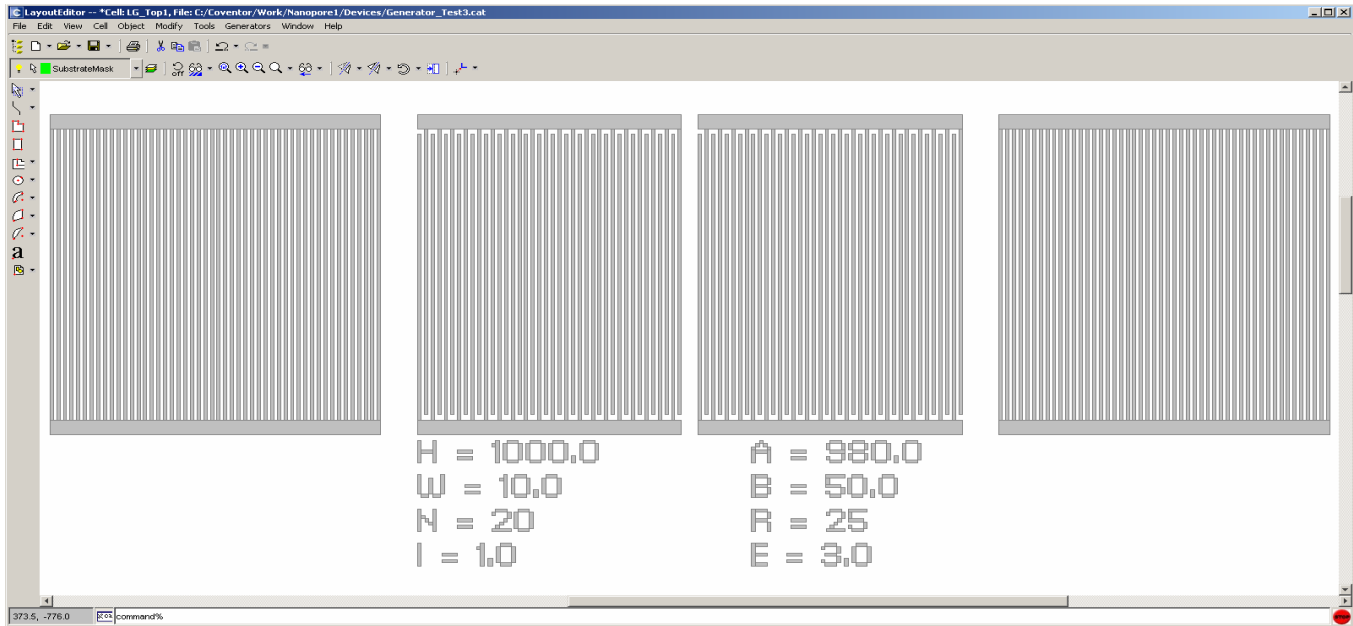 LayoutEditor -- *Cell: LG_Top1, File: C:/Coventor/Work/Nanopore1/Devices/Generator_Test3.cat
File Edit View Cell Object Modify Tools Generators Window Help
SubstrateMask
off
a
H = 1000.0
W = 10.0
N = 20
I = 1.0
A = 980.0
B = 50.0
R = 25
E = 3.0
373.5, -776.0
command%
STOP